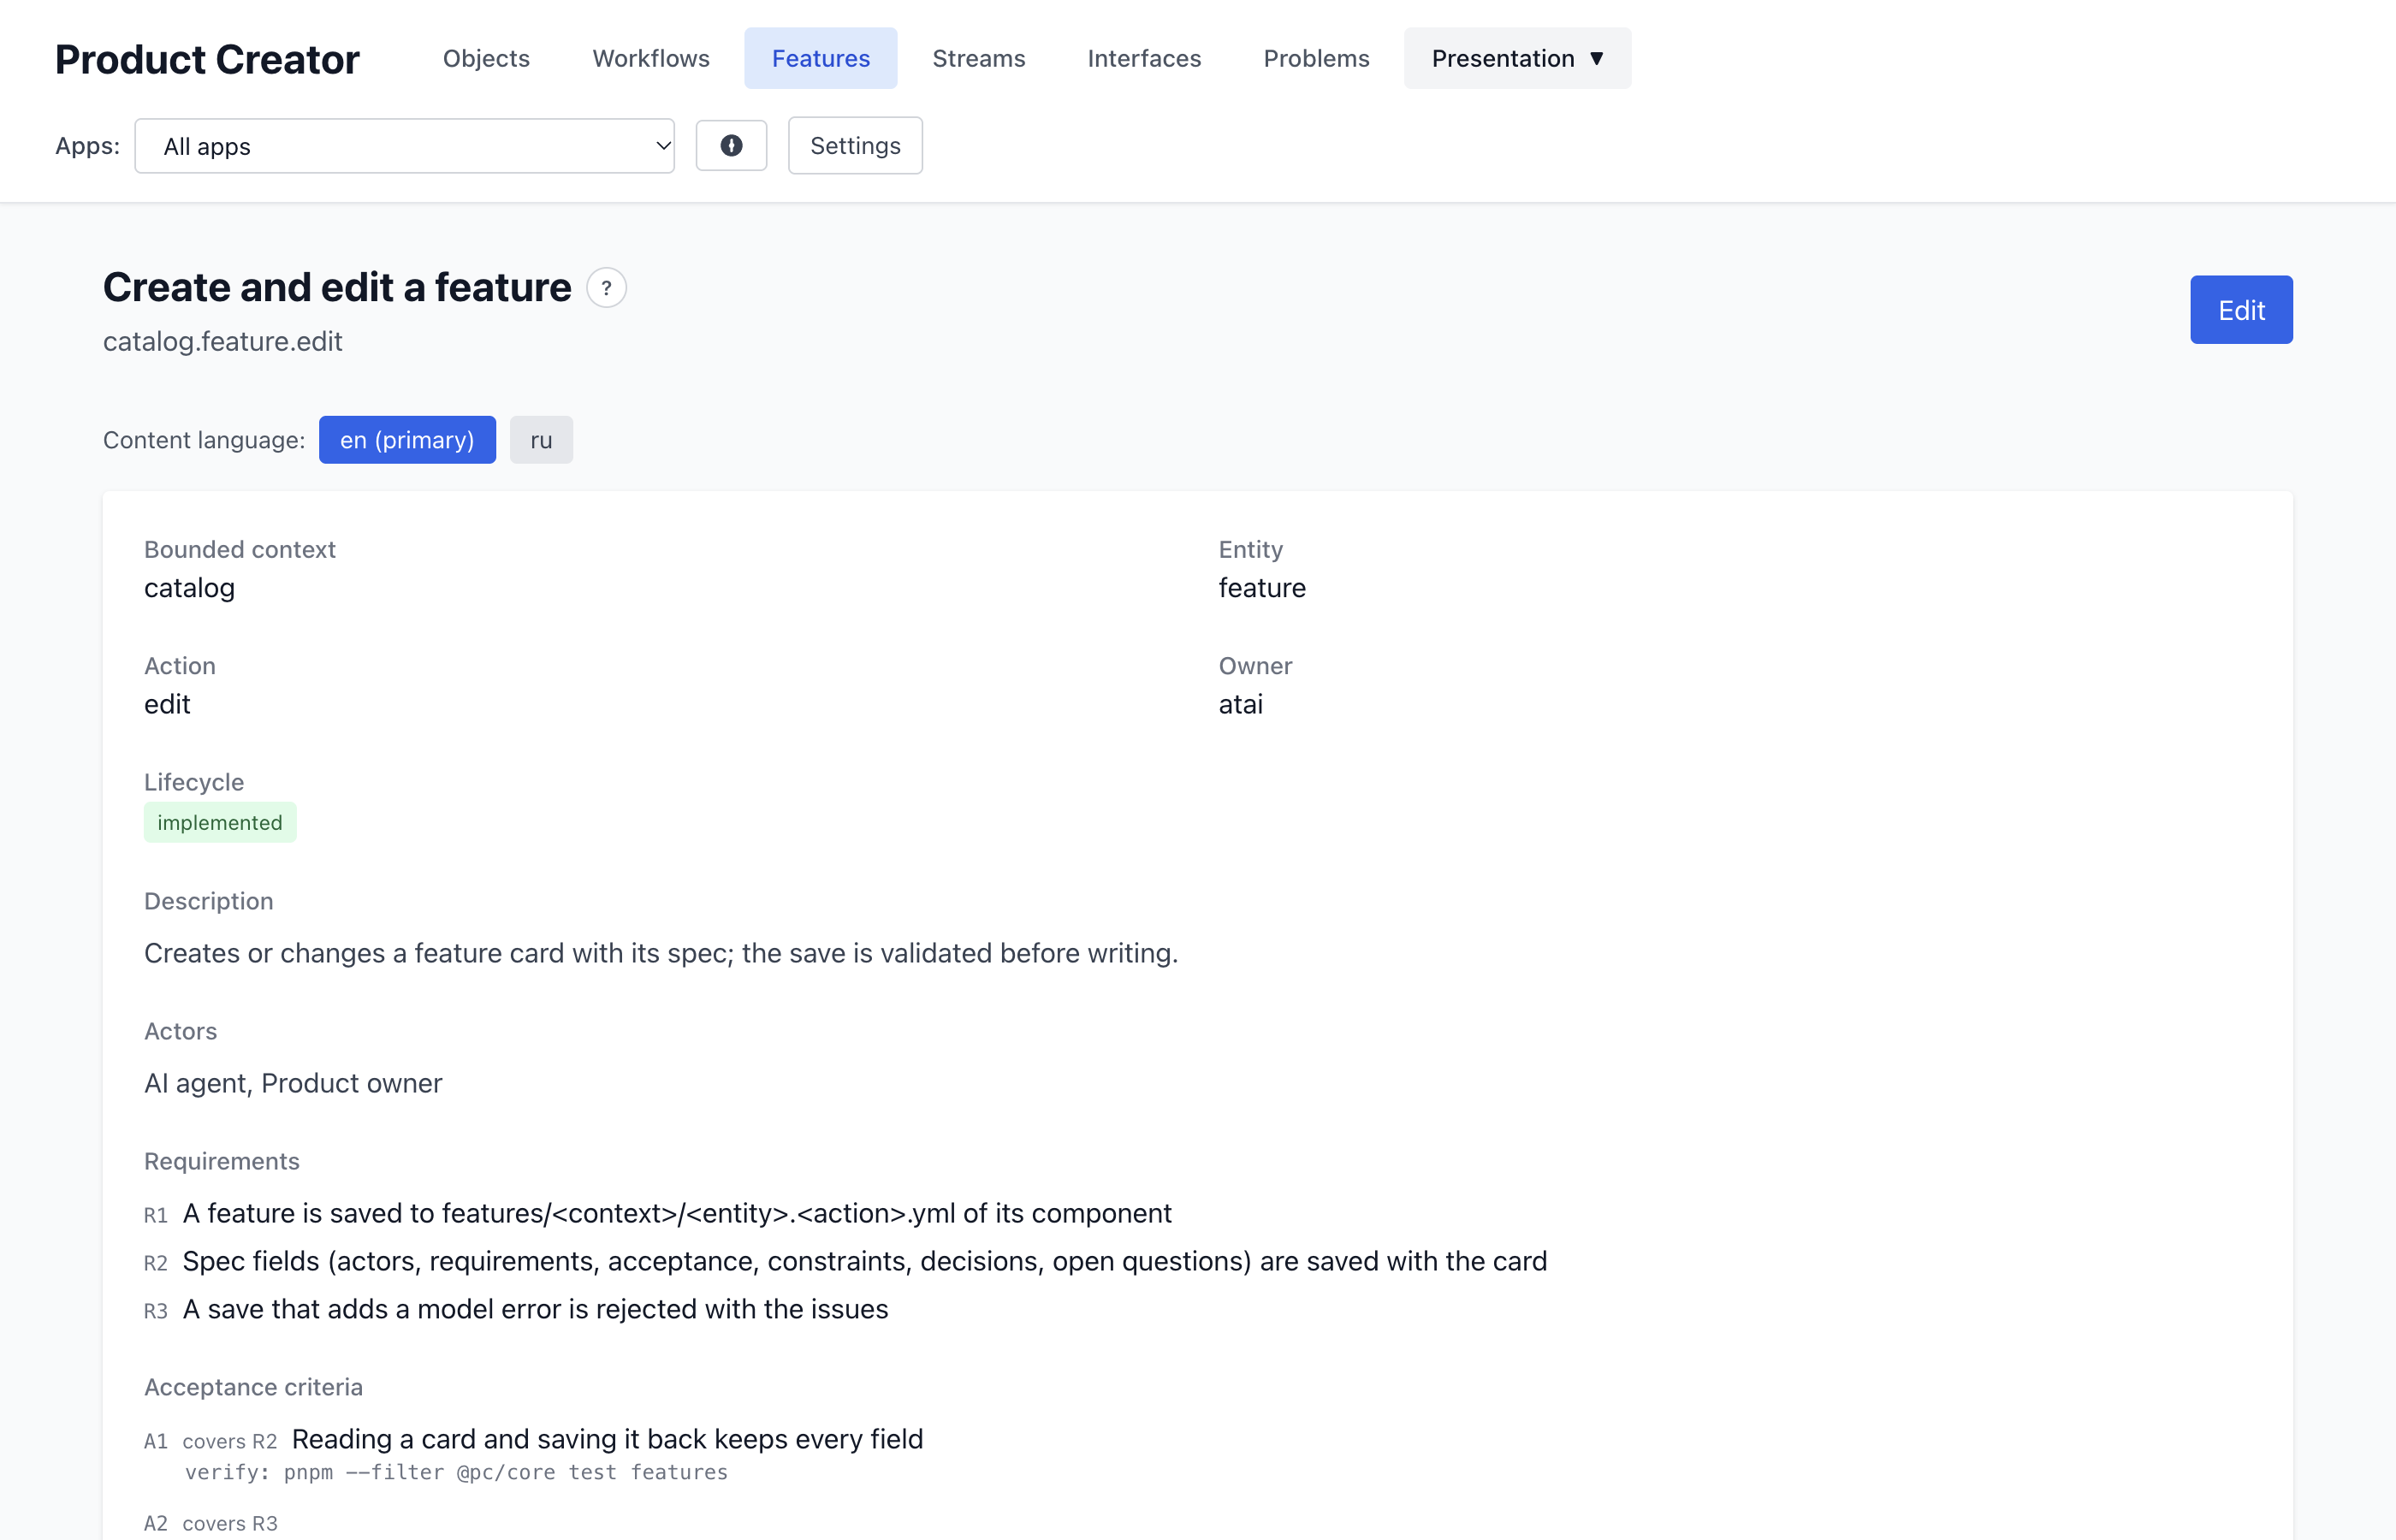 Product Creator
Objects Workflows Features Streams Interfaces Problems Presentation ▼
Apps: All apps Settings
Create and edit a feature ?
catalog.feature.edit
Edit
Content language: en (primary) ru
Bounded context
catalog
Entity
feature
Action
edit
Owner
atai
Lifecycle
implemented
Description
Creates or changes a feature card with its spec; the save is validated before writing.
Actors
AI agent, Product owner
Requirements
R1 A feature is saved to features/<context>/<entity>.<action>.yml of its component
R2 Spec fields (actors, requirements, acceptance, constraints, decisions, open questions) are saved with the card
R3 A save that adds a model error is rejected with the issues
Acceptance criteria
A1 covers R2 Reading a card and saving it back keeps every field
verify: pnpm --filter @pc/core test features
A2 covers R3